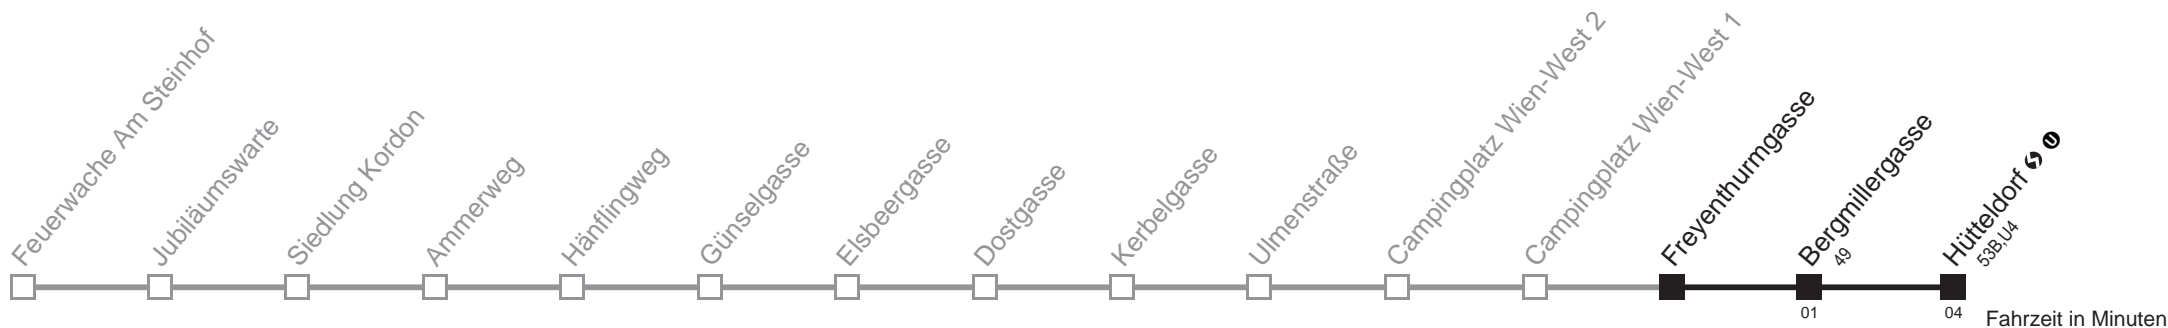 Feuerwache Am Steinhof
Jubiläumswarte
Siedlung Kordon
Ammerweg
Hänflingweg
Günselgasse
Elsbeergasse
Dostgasse
Kerbelgasse
Ulmenstraße
Campingplatz Wien-West 2
Campingplatz Wien-West 1
Freyenthurmgasse
Bergmillergasse
49
Hütteldorf S U
53B,U4
01
04
Fahrzeit in Minuten